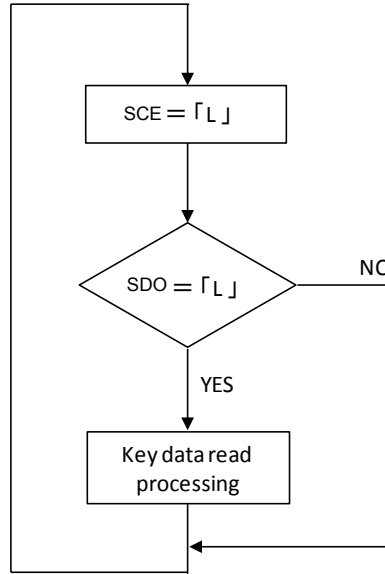 SCE＝「L」
SDO＝「L」
NO
YES
Key data read
processing